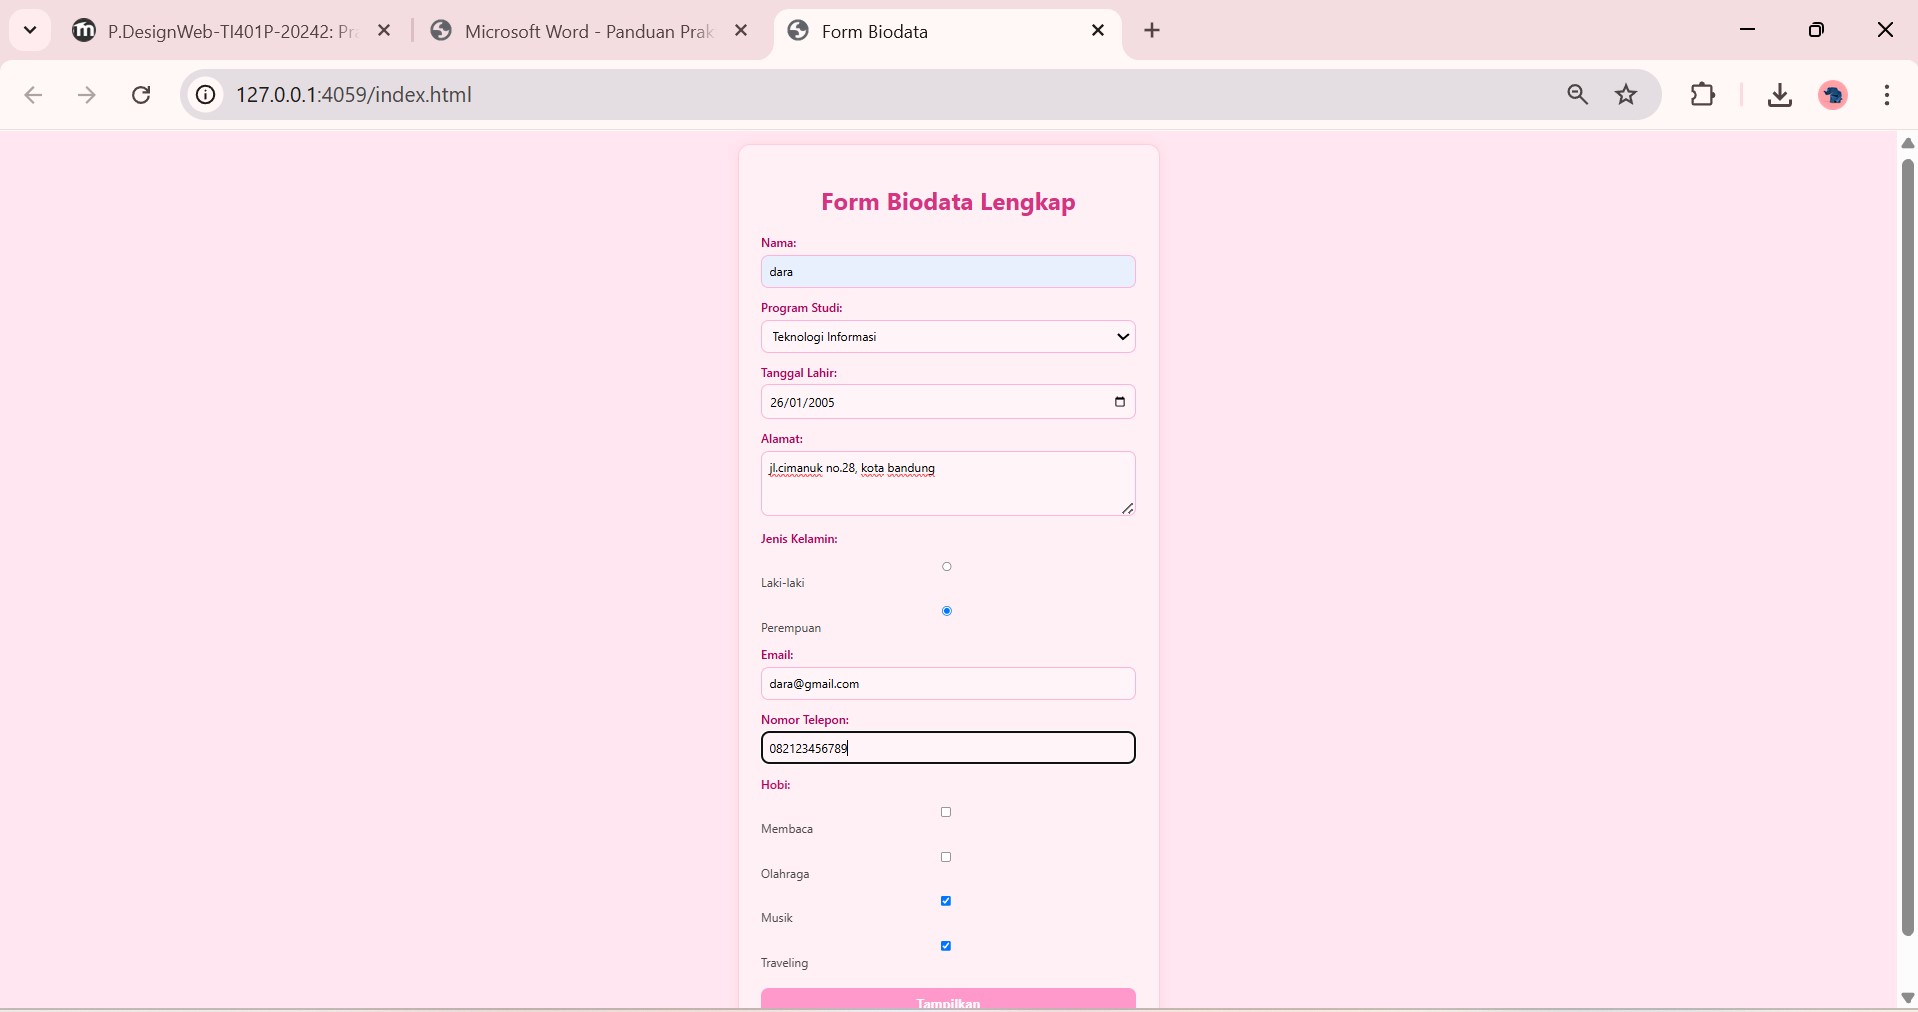 P.DesignWeb-TI401P-20242: Pra
Microsoft Word - Panduan Prak
Form Biodata
127.0.0.1:4059/index.html
Form Biodata Lengkap
Nama:
dara
Program Studi:
Teknologi Informasi
Tanggal Lahir:
26/01/2005
Alamat:
jl.cimanuk no.28, kota bandung
Jenis Kelamin:
Laki-laki
Perempuan
Email:
dara@gmail.com
Nomor Telepon:
082123456789
Hobi:
Membaca
Olahraga
Musik
Traveling
Tampilkan